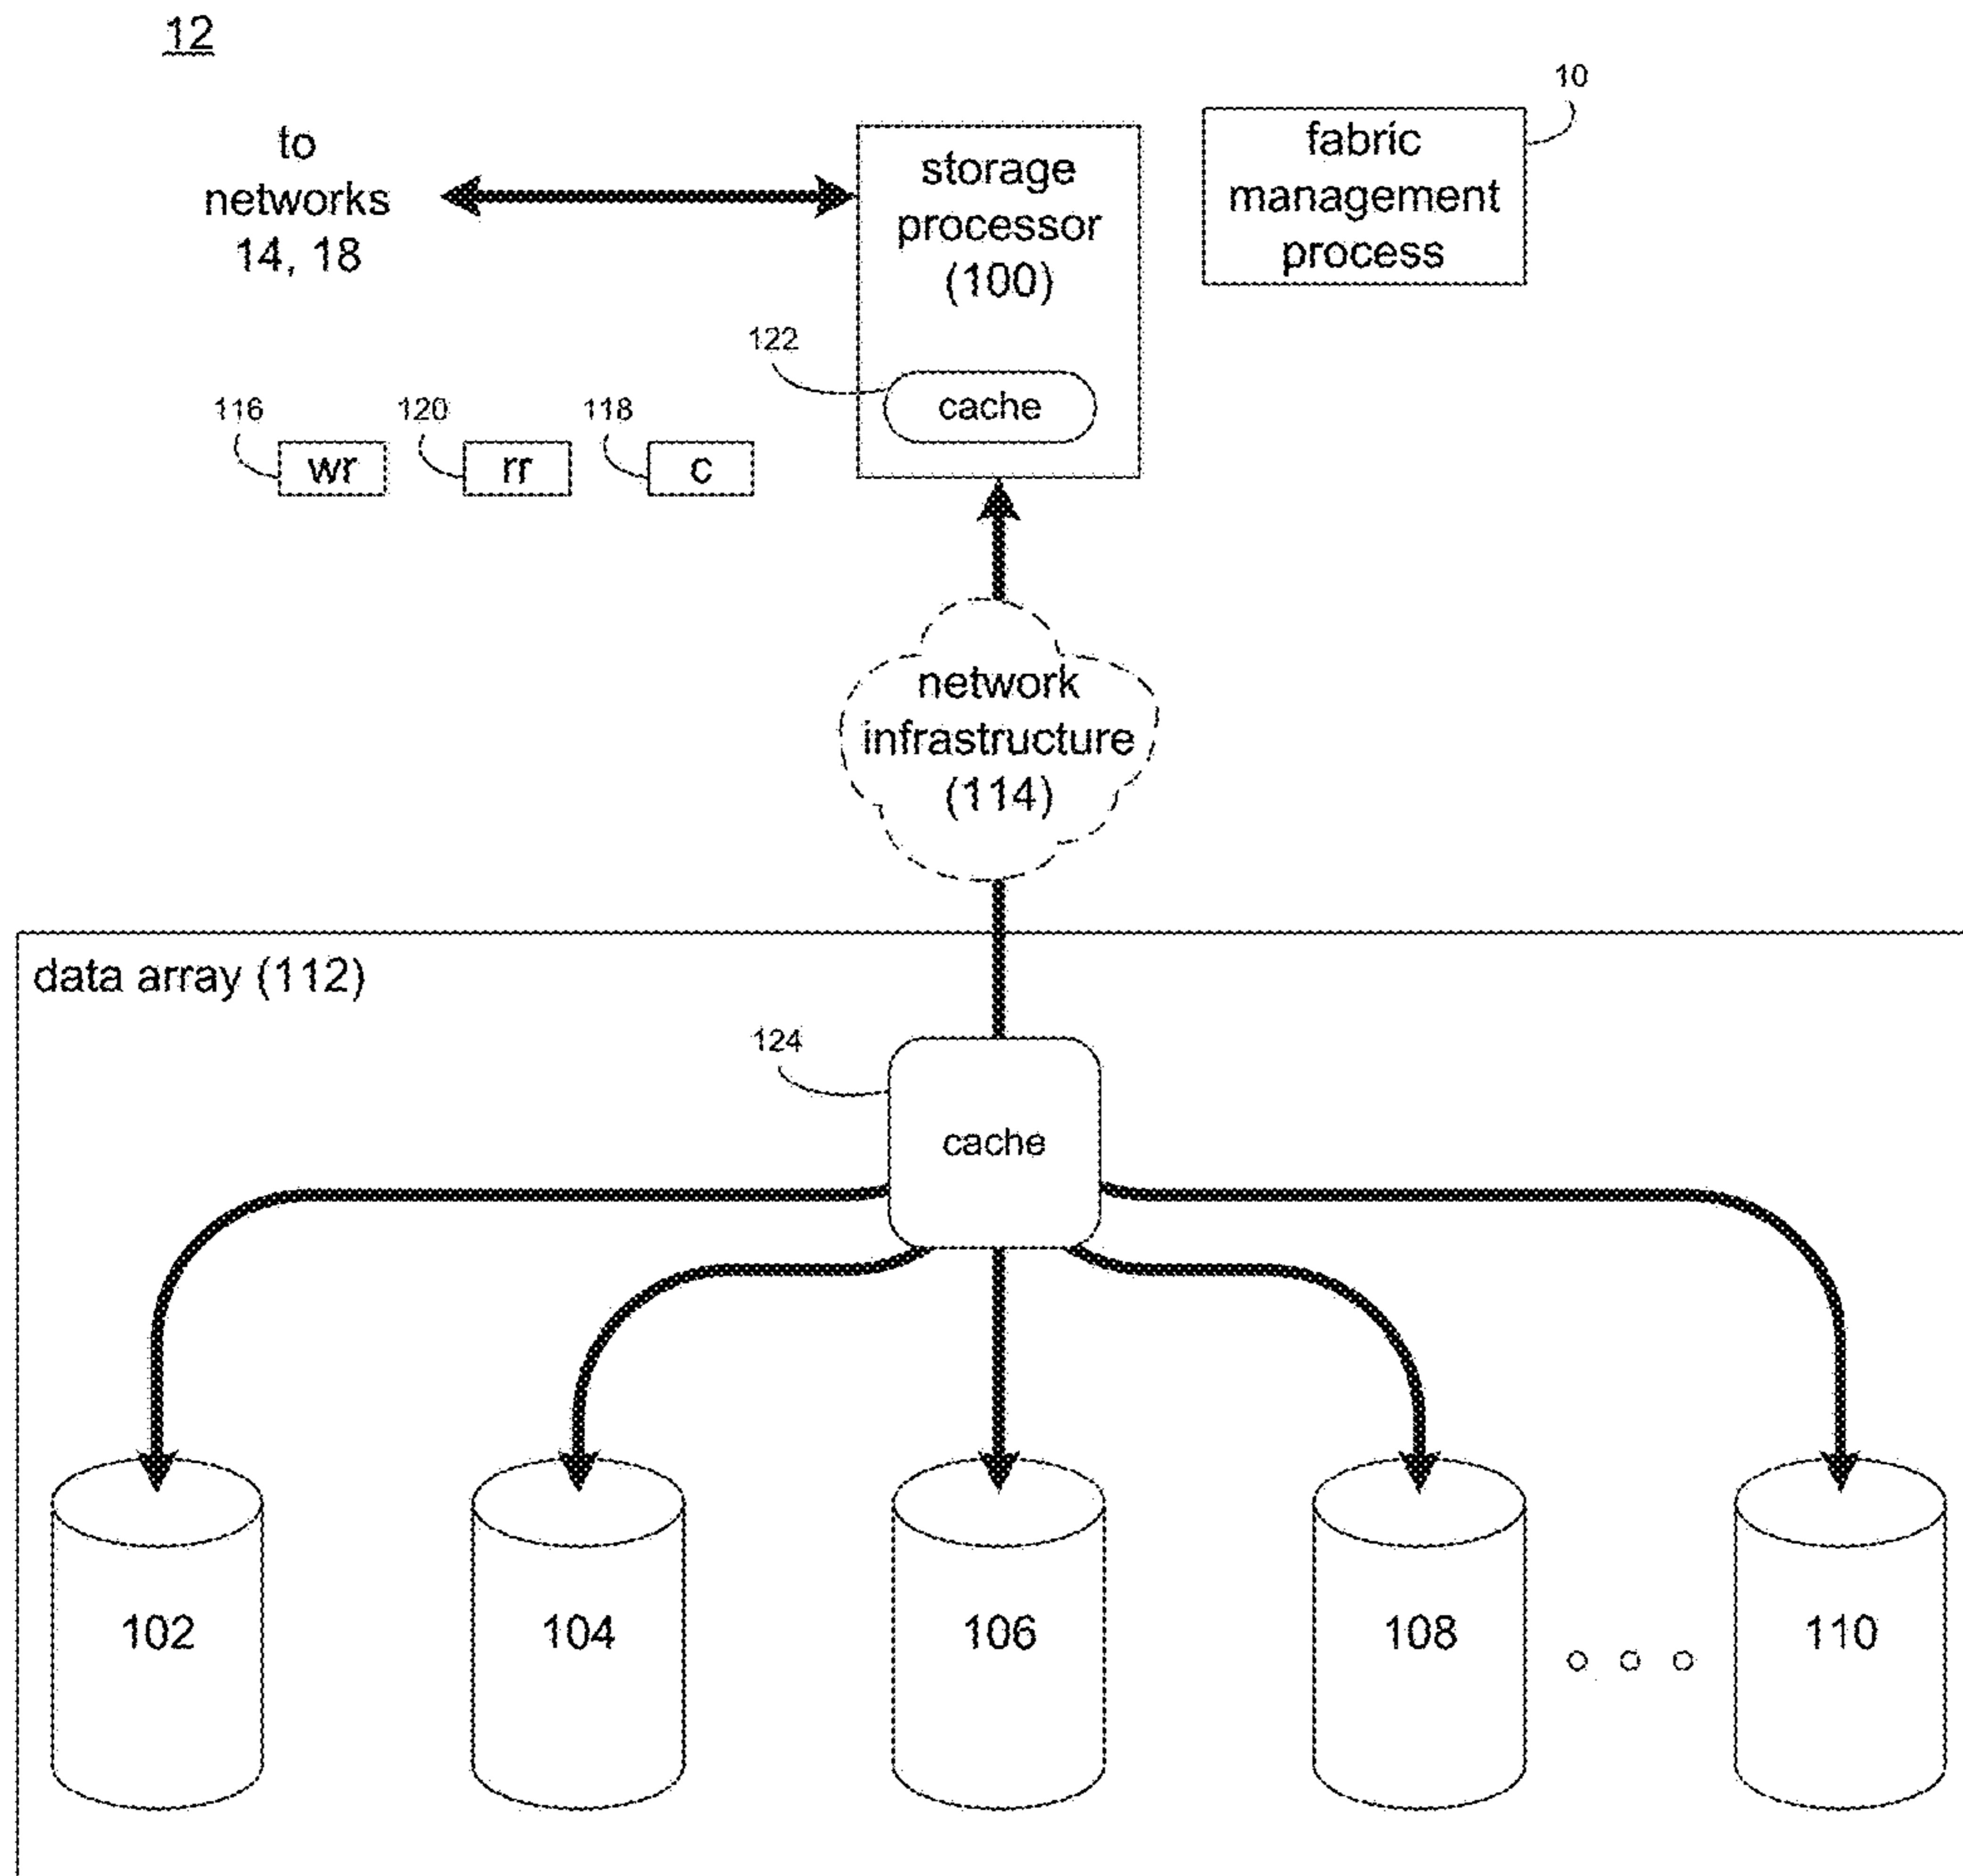 12
to
networks
14, 18
storage
processor
(100)
10
fabric
management
process
122
cache
116
wr
120
rr
118
c
network
infrastructure
(114)
data array (112)
124
cache
102
104
106
108
110